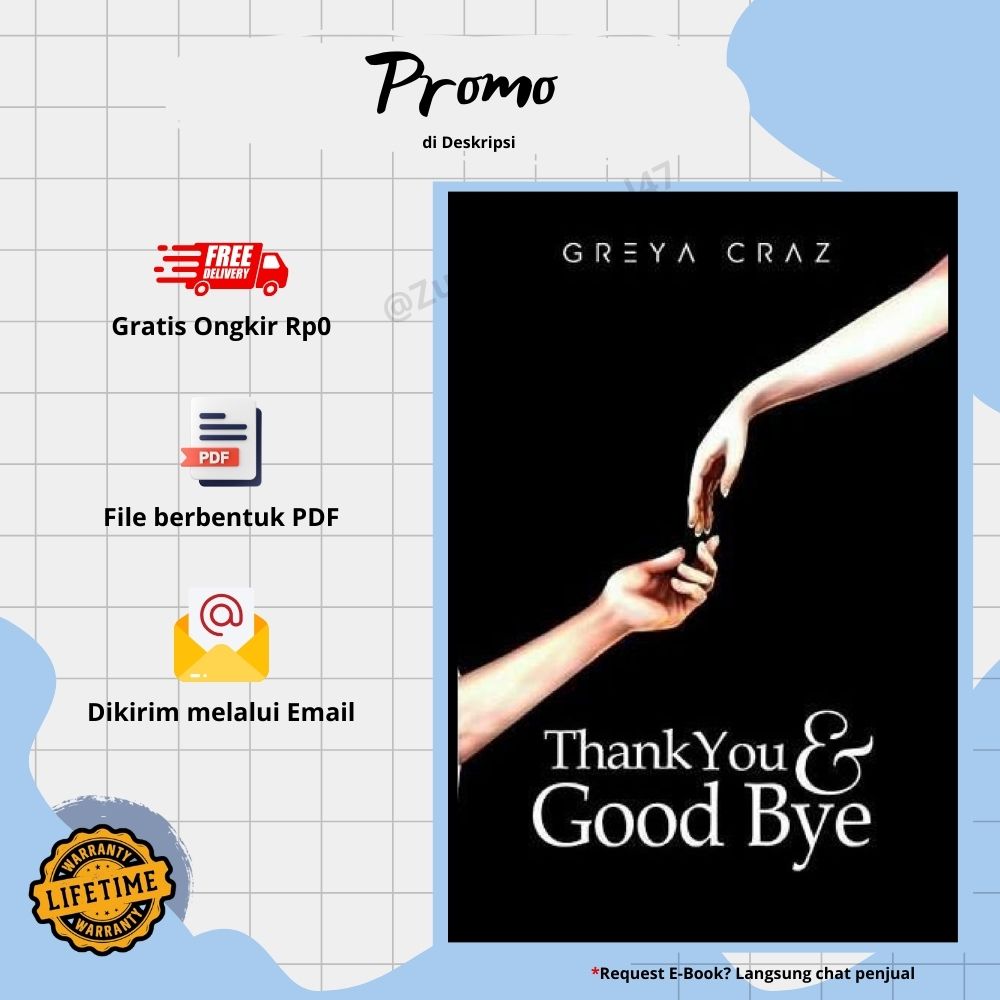 Promo
di Deskripsi
FREE
DELIVERY
Gratis Ongkir Rp0
PDF
File berbentuk PDF
@
Dikirim melalui Email
WARRANTY
LIFETIME
WARRANTY
GREYA CRAZ
Thank You &
Good Bye
*Request E-Book? Langsung chat penjual